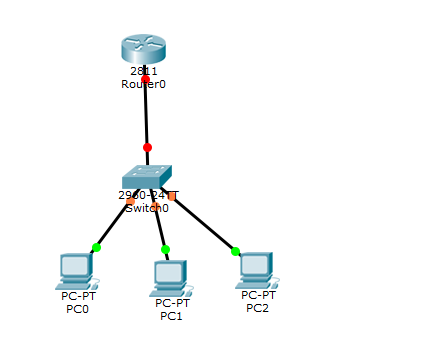 2811
Router0
2960-24TT
Switch0
PC-PT
PC0
PC-PT
PC1
PC-PT
PC2